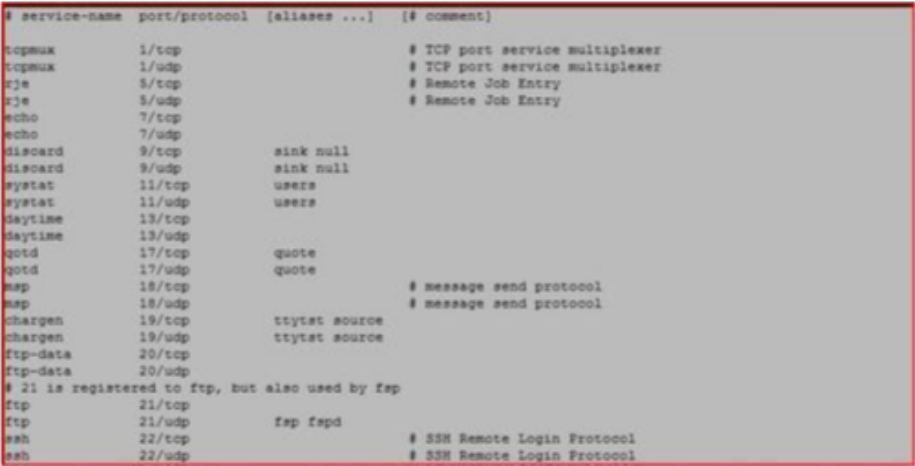 # service-name port/protocol [aliases ...] [# comment]
tcpmux 1/tcp # TCP port service multiplexer
tcpmux 1/udp # TCP port service multiplexer
rje 5/tcp # Remote Job Entry
rje 5/udp # Remote Job Entry
echo 7/tcp
echo 7/udp
discard 9/tcp sink null
discard 9/udp sink null
systat 11/tcp users
systat 11/udp users
daytime 13/tcp
daytime 13/udp
qotd 17/tcp quote
qotd 17/udp quote
msp 18/tcp # message send protocol
msp 18/udp # message send protocol
chargen 19/tcp ttytst source
chargen 19/udp ttytst source
ftp-data 20/tcp
ftp-data 20/udp
# 21 is registered to ftp, but also used by fsp
ftp 21/tcp
ftp 21/udp fsp fspd
ssh 22/tcp # SSH Remote Login Protocol
ssh 22/udp # SSH Remote Login Protocol